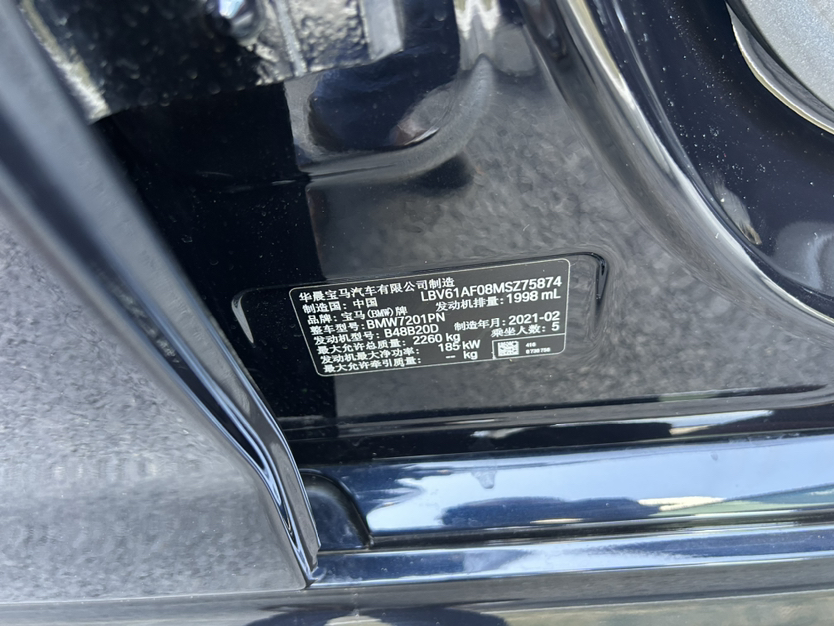 华晨宝马汽车有限公司制造
制造国：中国 LBV61AF08MSZ75874
品牌：宝马(BMW)牌 发动机排量：1998 mL
整车型号：BMW7201PN 制造年月：2021-02
发动机型号：B48B20D 乘坐人数：5
最大允许总质量：2260 kg
发动机最大净功率：185 kW
最大允许牵引质量：-- kg